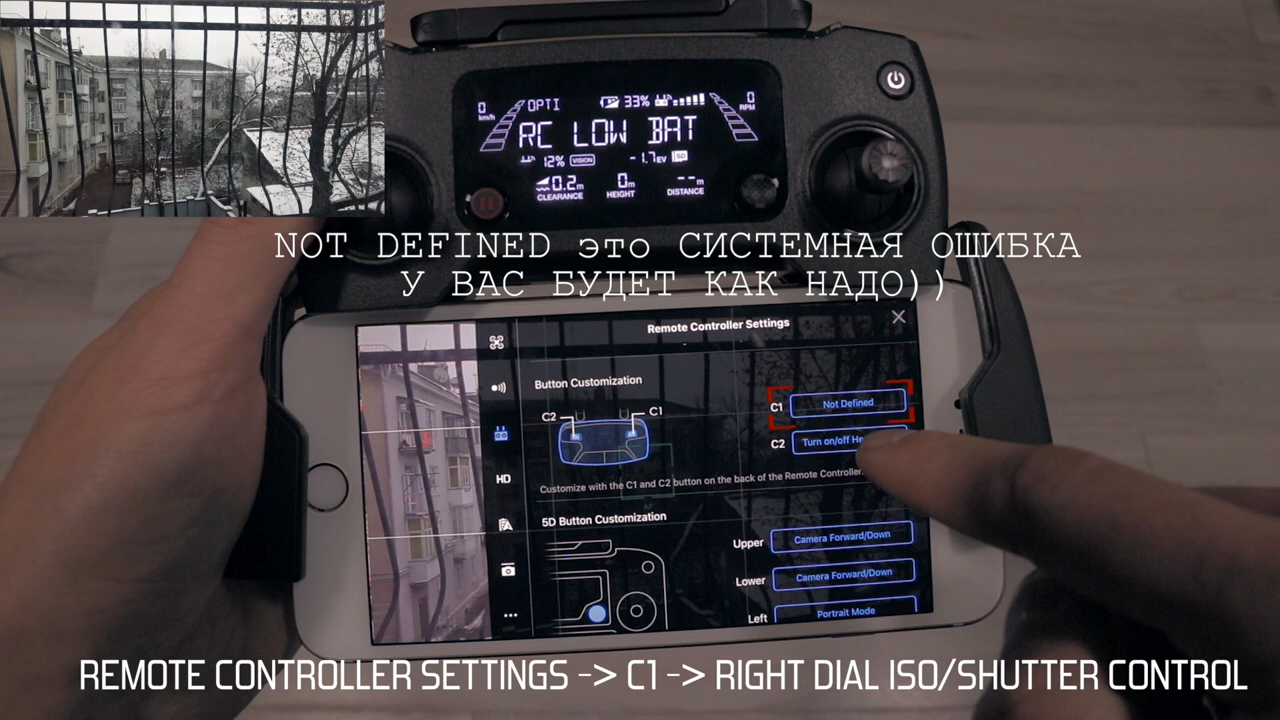 0 km/h OPTI 33% 0 RPM
RC LOW BAT
12% VISION -1.7EV SD
0.2m 0m --m
CLEARANCE HEIGHT DISTANCE
NOT DEFINED это СИСТЕМНАЯ ОШИБКА
У ВАС БУДЕТ КАК НАДО))
Remote Controller Settings
Button Customization
C2 C1
C1 Not Defined
C2 Turn on/off
Customize with the C1 and C2 button on the back of the Remote Controller.
HD
5D Button Customization
Upper Camera Forward/Down
Lower Camera Forward/Down
Left Portrait Mode
REMOTE CONTROLLER SETTINGS -> C1 -> RIGHT DIAL ISO/SHUTTER CONTROL